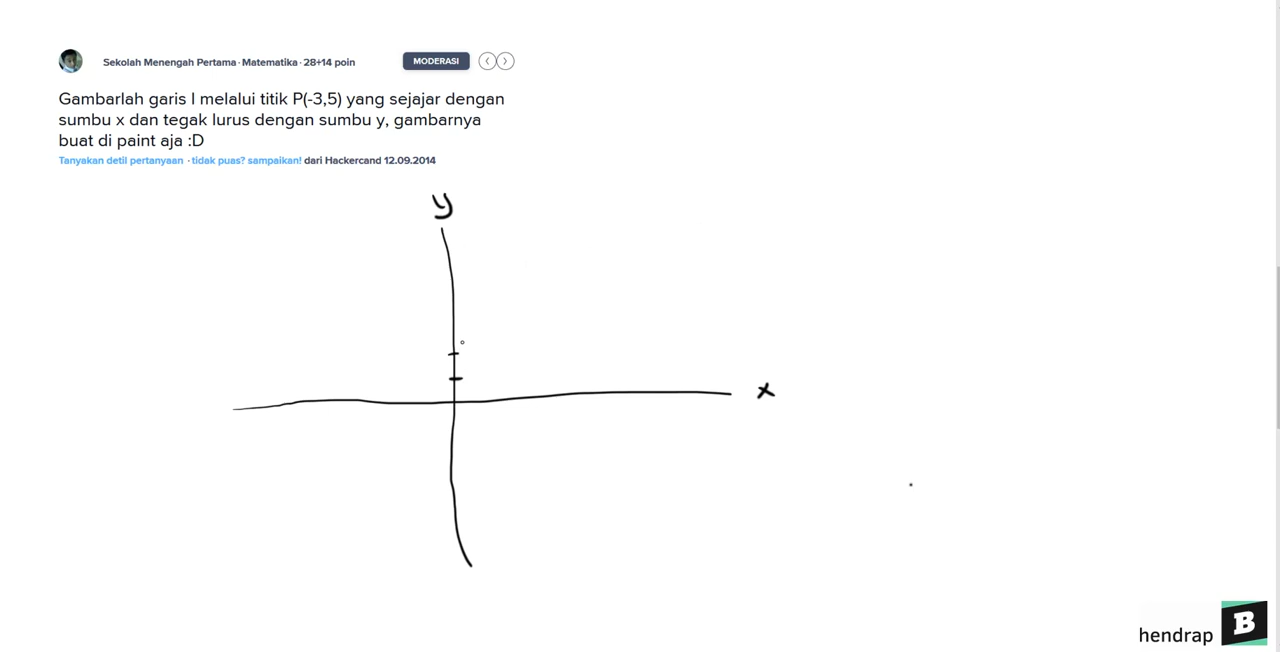 Sekolah Menengah Pertama · Matematika · 28+14 poin
MODERASI
Gambarlah garis l melalui titik P(-3,5) yang sejajar dengan
sumbu x dan tegak lurus dengan sumbu y, gambarnya
buat di paint aja :D
Tanyakan detil pertanyaan · tidak puas? sampaikan! dari Hackercand 12.09.2014
y
x
hendrap B